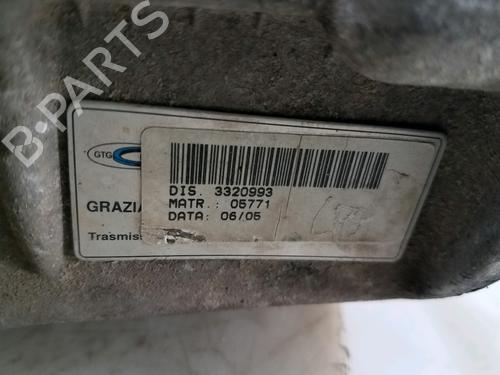 B-PARTS
GTG
GRAZIA
Trasmis
DIS. 3320993
MATR.: 05771
DATA: 06/05